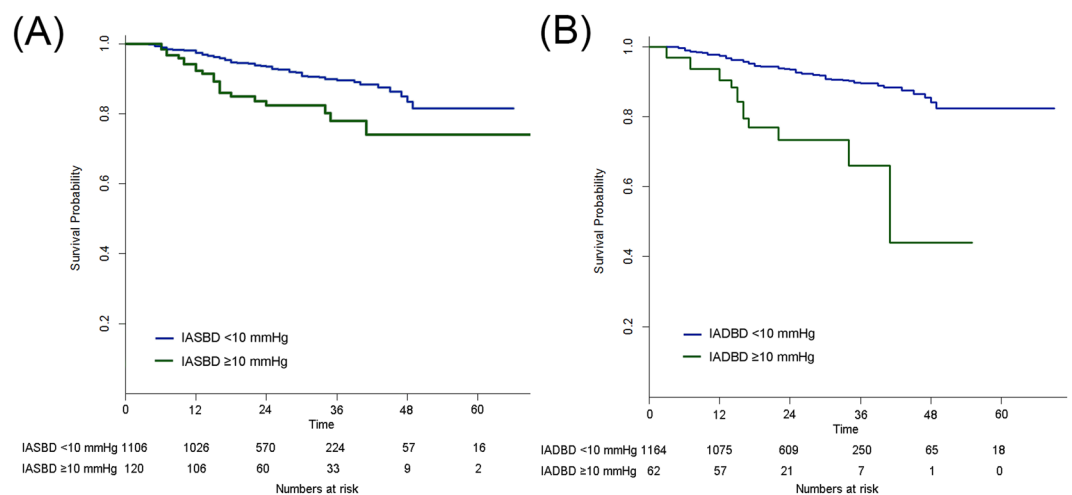 (A)
1.0
0.8
0.6
0.4
0.2
Survival Probability
IASBD <10 mmHg
IASBD ≥10 mmHg
0 12 24 36 48 60
Time
IASBD <10 mmHg 1106 1026 570 224 57 16
IASBD ≥10 mmHg 120 106 60 33 9 2
Numbers at risk
(B)
1.0
0.8
0.6
0.4
0.2
Survival Probability
IADBD <10 mmHg
IADBD ≥10 mmHg
0 12 24 36 48 60
Time
IADBD <10 mmHg 1164 1075 609 250 65 18
IADBD ≥10 mmHg 62 57 21 7 1 0
Numbers at risk